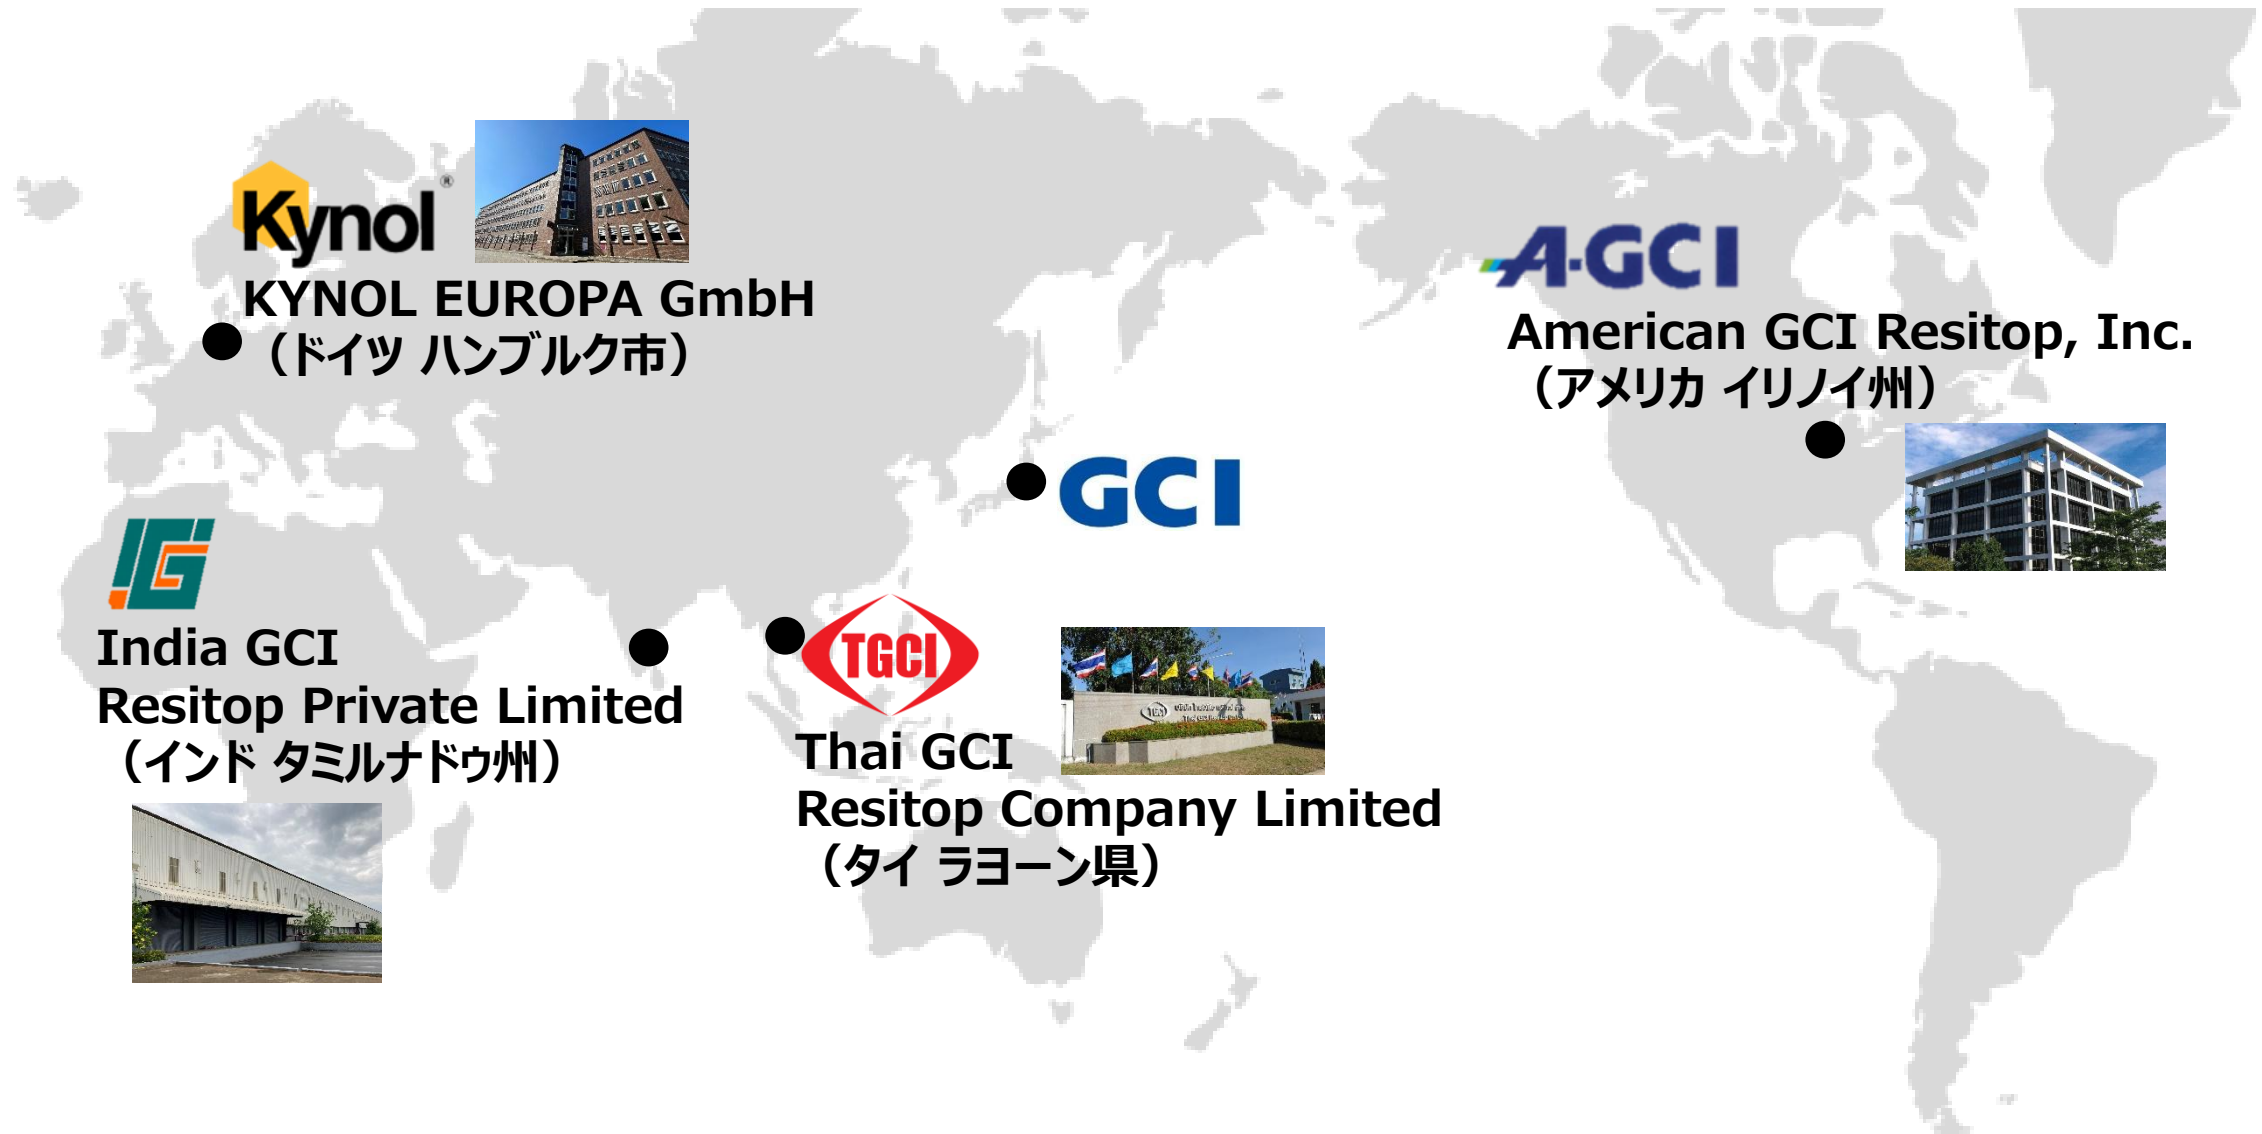 Kynol®
KYNOL EUROPA GmbH
（ドイツ ハンブルク市）
A-GCI
American GCI Resitop, Inc.
（アメリカ イリノイ州）
GCI
IGCI
India GCI
Resitop Private Limited
（インド タミルナドゥ州）
TGCI
Thai GCI
Resitop Company Limited
（タイ ラヨーン県）
TGCI